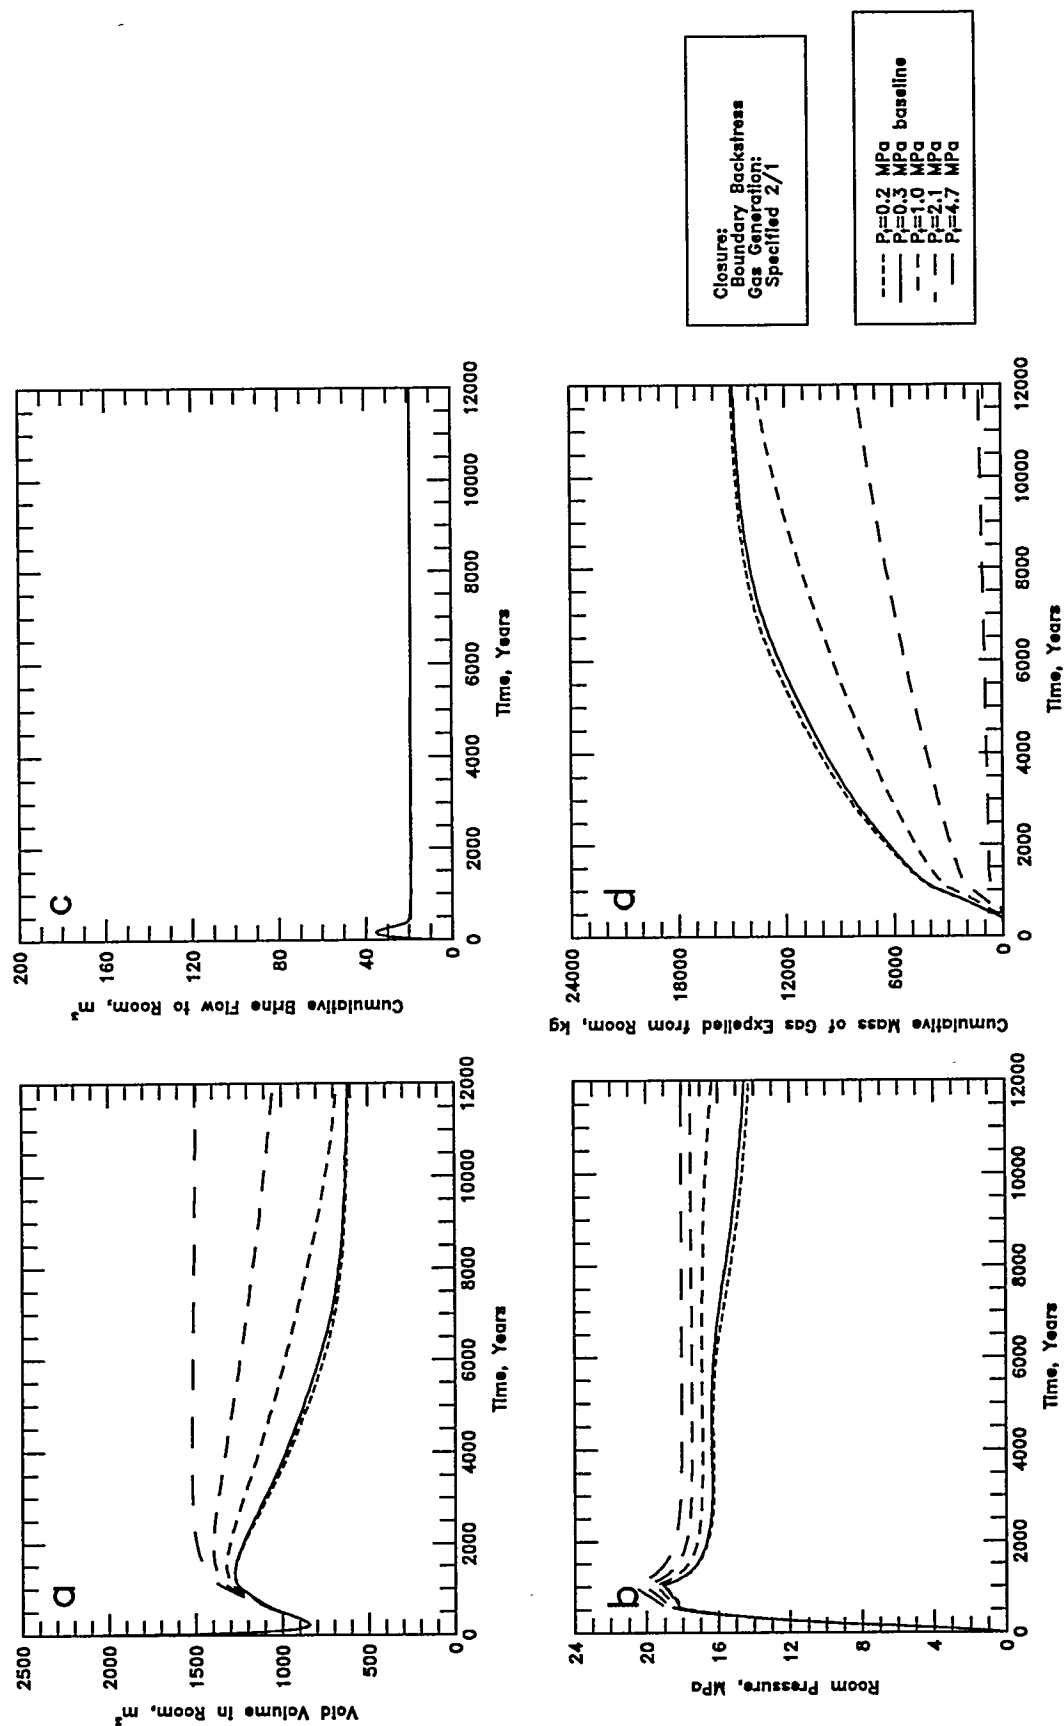 a
2500
2000
1500
1000
500
0
Void Volume in Room, m³
0
2000
4000
6000
8000
10000
12000
Time, Years
b
24
20
16
12
8
4
0
Room Pressure, MPa
0
2000
4000
6000
8000
10000
12000
Time, Years
c
200
160
120
80
40
0
Cumulative Brine Flow to Room, m³
0
2000
4000
6000
8000
10000
12000
Time, Years
d
24000
18000
12000
6000
0
Cumulative Mass of Gas Expelled from Room, kg
0
2000
4000
6000
8000
10000
12000
Time, Years
Closure:
Boundary Backstress
Gas Generation:
Specified 2/1
Pt=0.2 MPa
Pt=0.3 MPa baseline
Pt=1.0 MPa
Pt=2.1 MPa
Pt=4.7 MPa